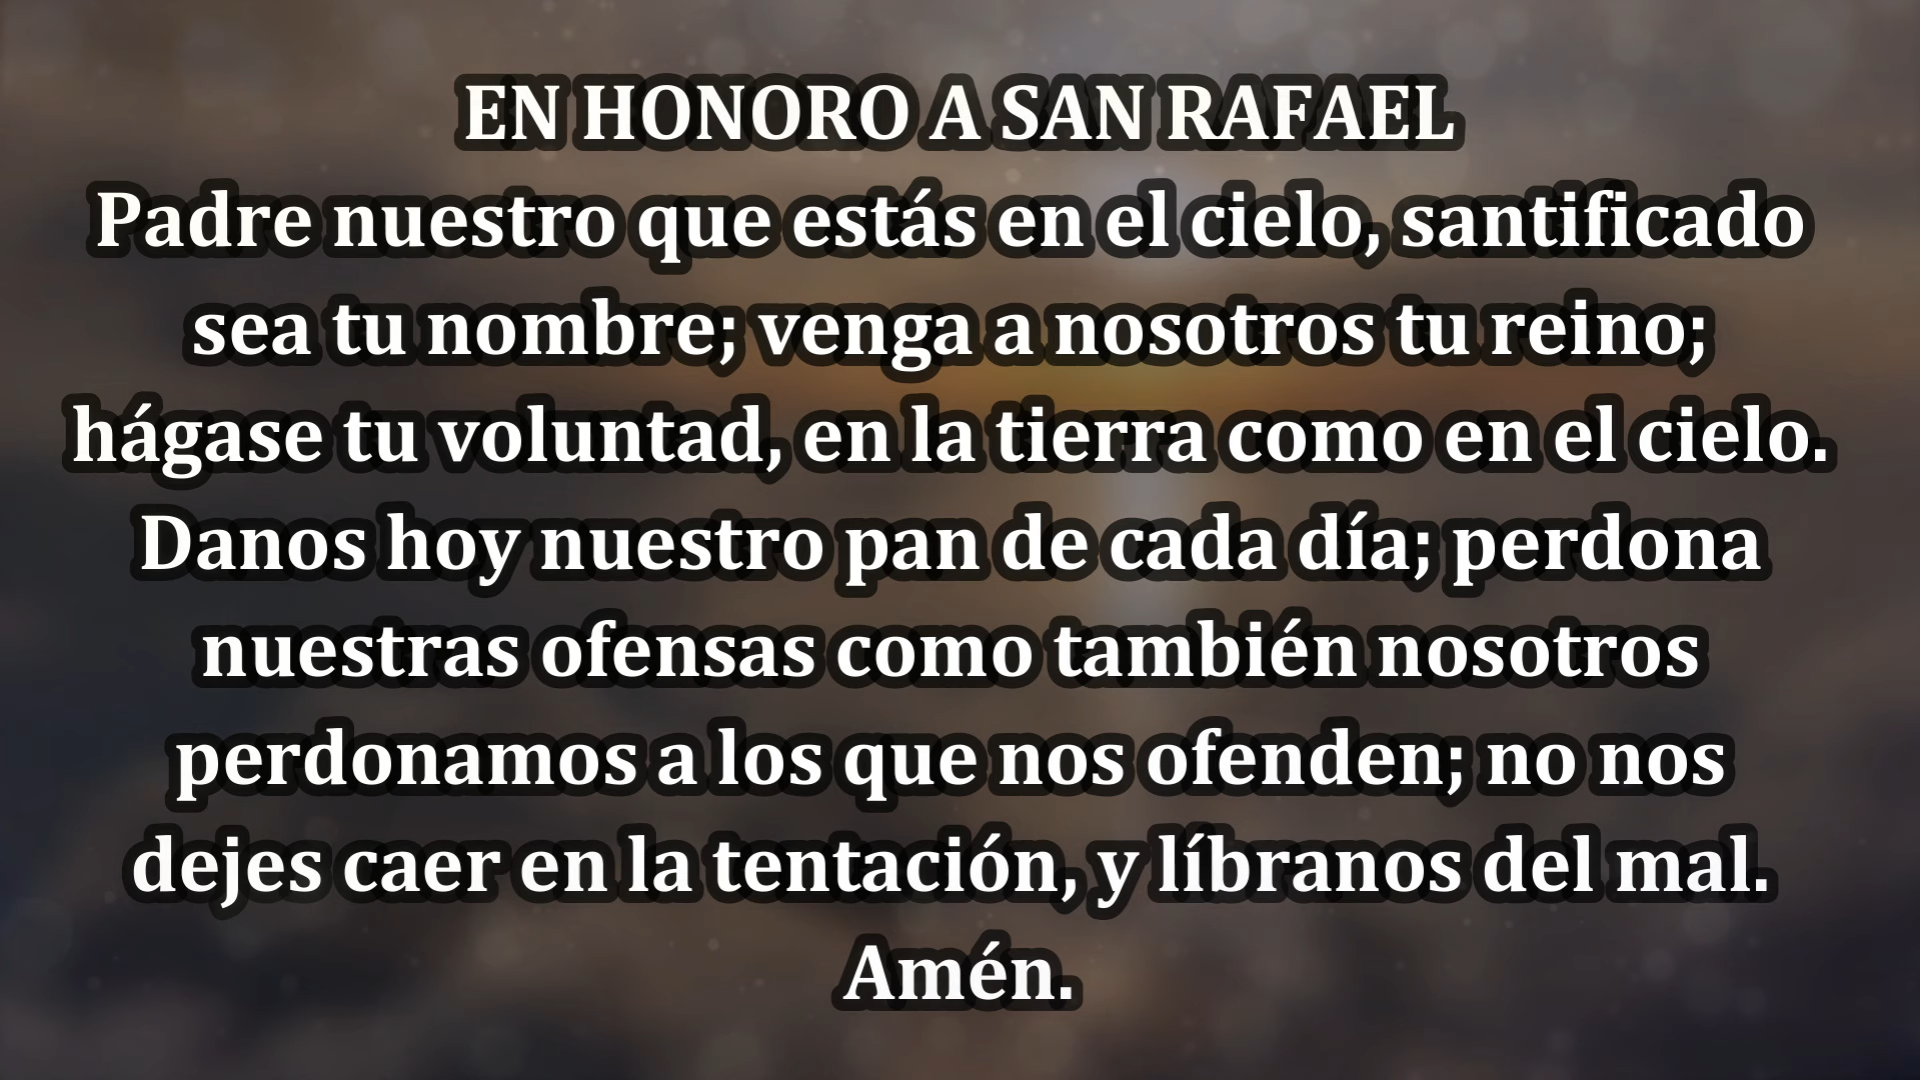 EN HONORO A SAN RAFAEL
Padre nuestro que estás en el cielo, santificado
sea tu nombre; venga a nosotros tu reino;
hágase tu voluntad, en la tierra como en el cielo.
Danos hoy nuestro pan de cada día; perdona
nuestras ofensas como también nosotros
perdonamos a los que nos ofenden; no nos
dejes caer en la tentación, y líbranos del mal.
Amén.